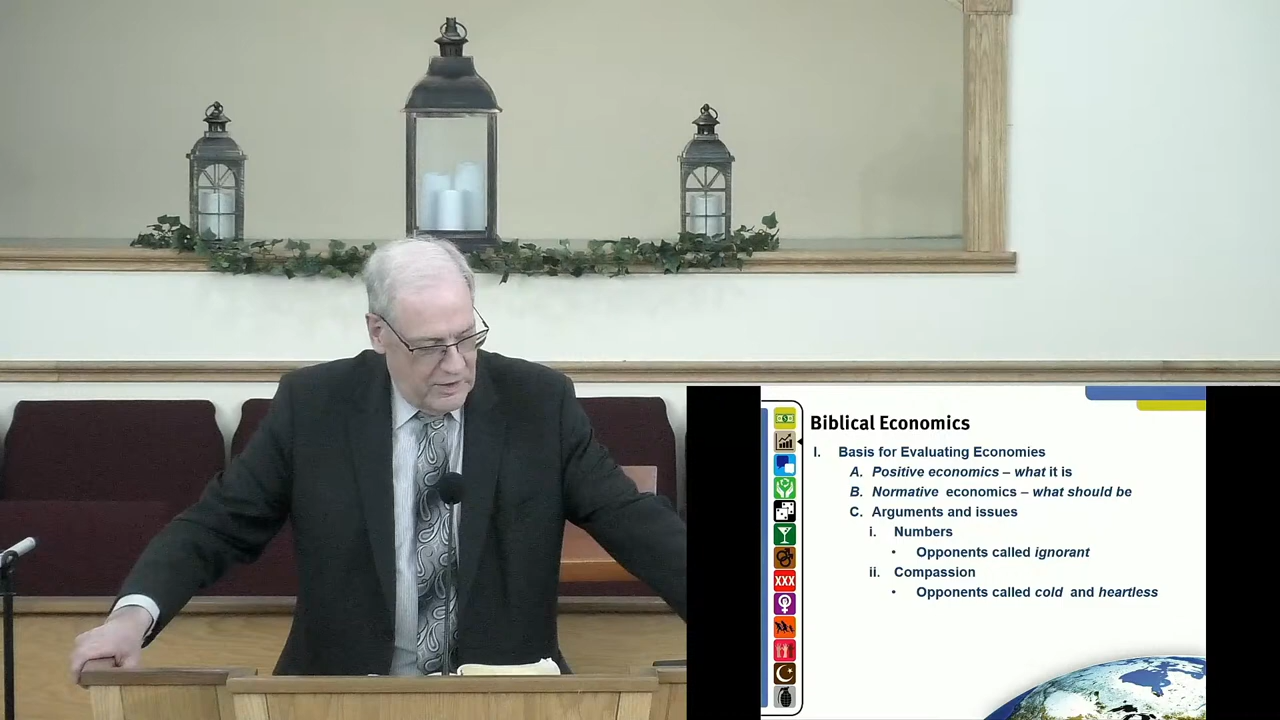 Biblical Economics
I. Basis for Evaluating Economies
A. Positive economics – what it is
B. Normative economics – what should be
C. Arguments and issues
i. Numbers
• Opponents called ignorant
ii. Compassion
• Opponents called cold and heartless
XXX